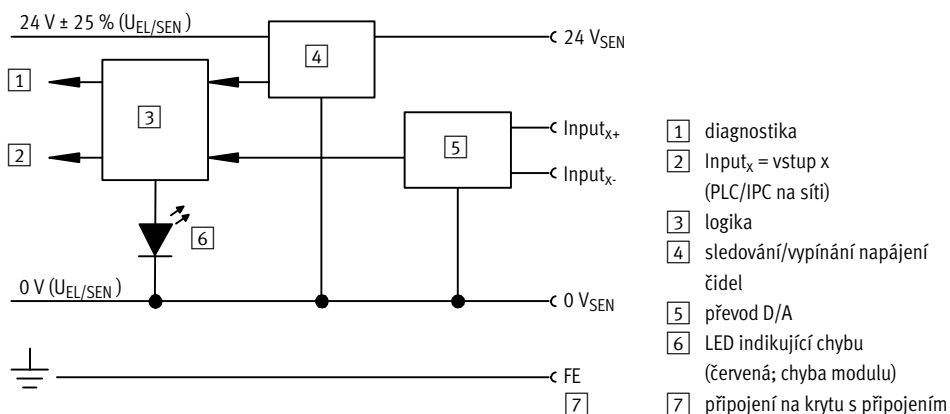 24 V ± 25 % (U_EL/SEN)
4
24 V_SEN
1
3
2
5
Input_x+
Input_x-
6
0 V (U_EL/SEN)
0 V_SEN
FE
7
1 diagnostika
2 Input_x = vstup x
(PLC/IPC na síti)
3 logika
4 sledování/vypínání napájení
čidel
5 převod D/A
6 LED indikující chybu
(červená; chyba modulu)
7 připojení na krytu s připojením